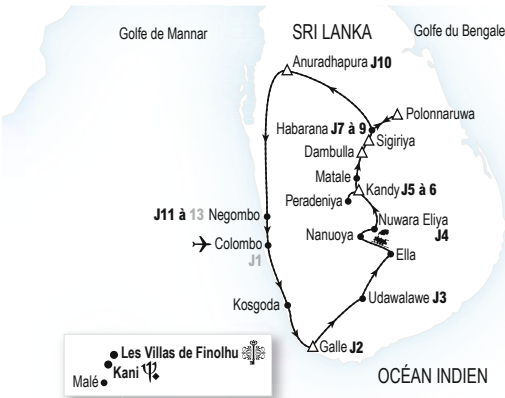 Golfe de Mannar
SRI LANKA
Golfe du Bengale
Anuradhapura J10
Polonnaruwa
Habarana J7 à 9
Sigiriya
Dambulla
Matale
Kandy J5 à 6
Peradeniya
J11 à 13 Negombo
Nuwara Eliya
J4
Nanuoya
Colombo
J1
Ella
Kosgoda
Udawalawe J3
Galle J2
Les Villas de Finolhu
Kani
Malé
OCÉAN INDIEN